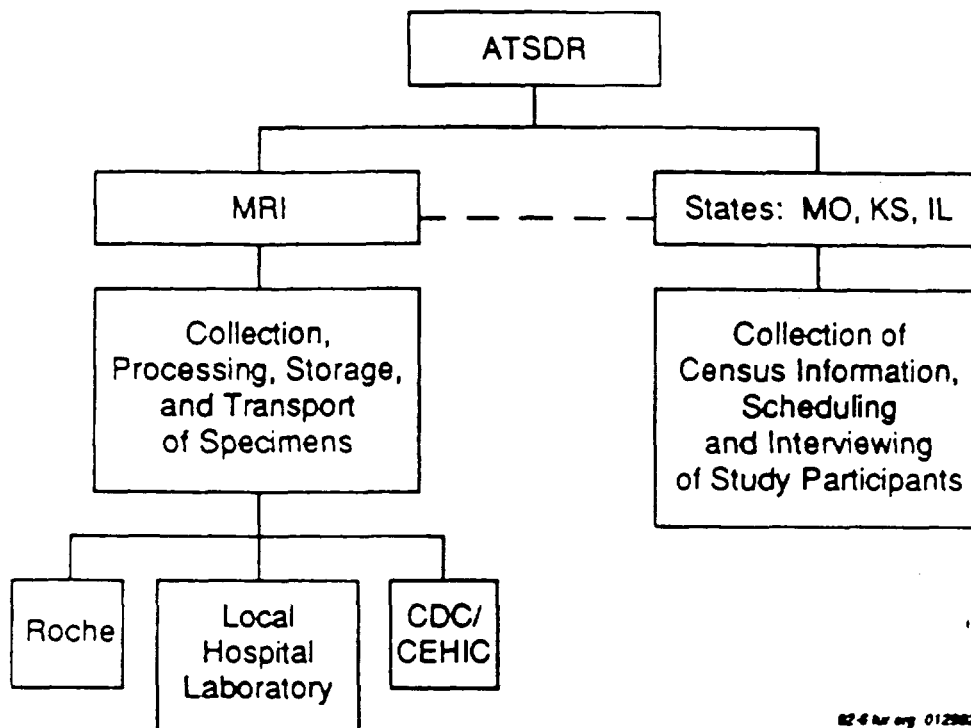 ATSDR
MRI
States: MO, KS, IL
Collection,
Processing, Storage,
and Transport
of Specimens
Collection of
Census Information,
Scheduling
and Interviewing
of Study Participants
Roche
Local
Hospital
Laboratory
CDC/
CEHIC